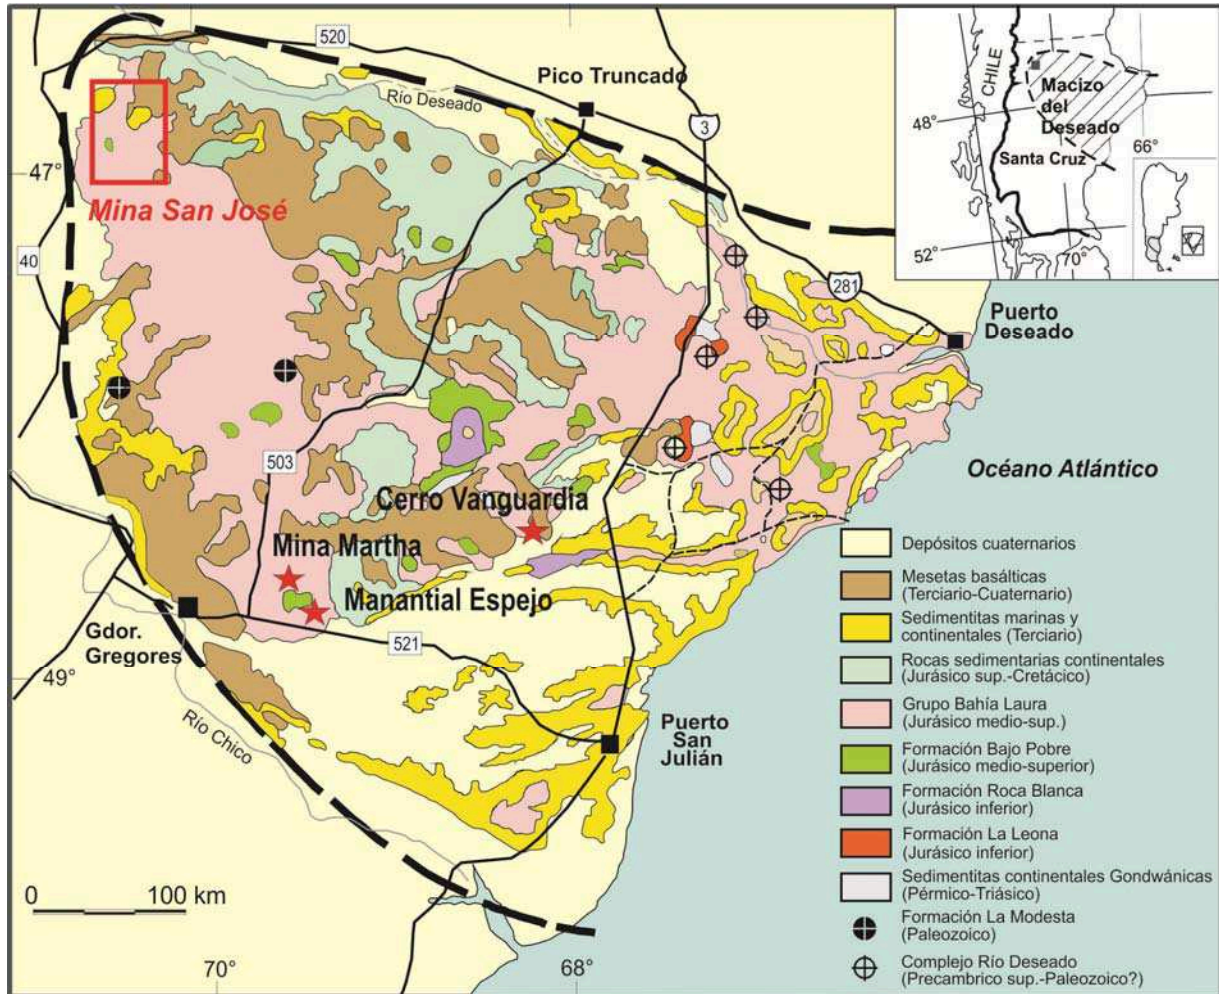 520
Pico Truncado
Río Deseado
3
47°
Mina San José
40
281
Puerto
Deseado
503
Océano Atlántico
Cerro Vanguardia
Mina Martha
Manantial Espejo
Gdor.
Gregores
521
49°
Río Chico
Puerto
San
Julián
0 100 km
70°
68°
CHILE
Macizo
del
Deseado
48°
66°
Santa Cruz
52°
70°
Depósitos cuaternarios
Mesetas basálticas
(Terciario-Cuaternario)
Sedimentitas marinas y
continentales (Terciario)
Rocas sedimentarias continentales
(Jurásico sup.-Cretácico)
Grupo Bahía Laura
(Jurásico medio-sup.)
Formación Bajo Pobre
(Jurásico medio-superior)
Formación Roca Blanca
(Jurásico inferior)
Formación La Leona
(Jurásico inferior)
Sedimentitas continentales Gondwánicas
(Pérmico-Triásico)
Formación La Modesta
(Paleozoico)
Complejo Río Deseado
(Precambrico sup.-Paleozoico?)